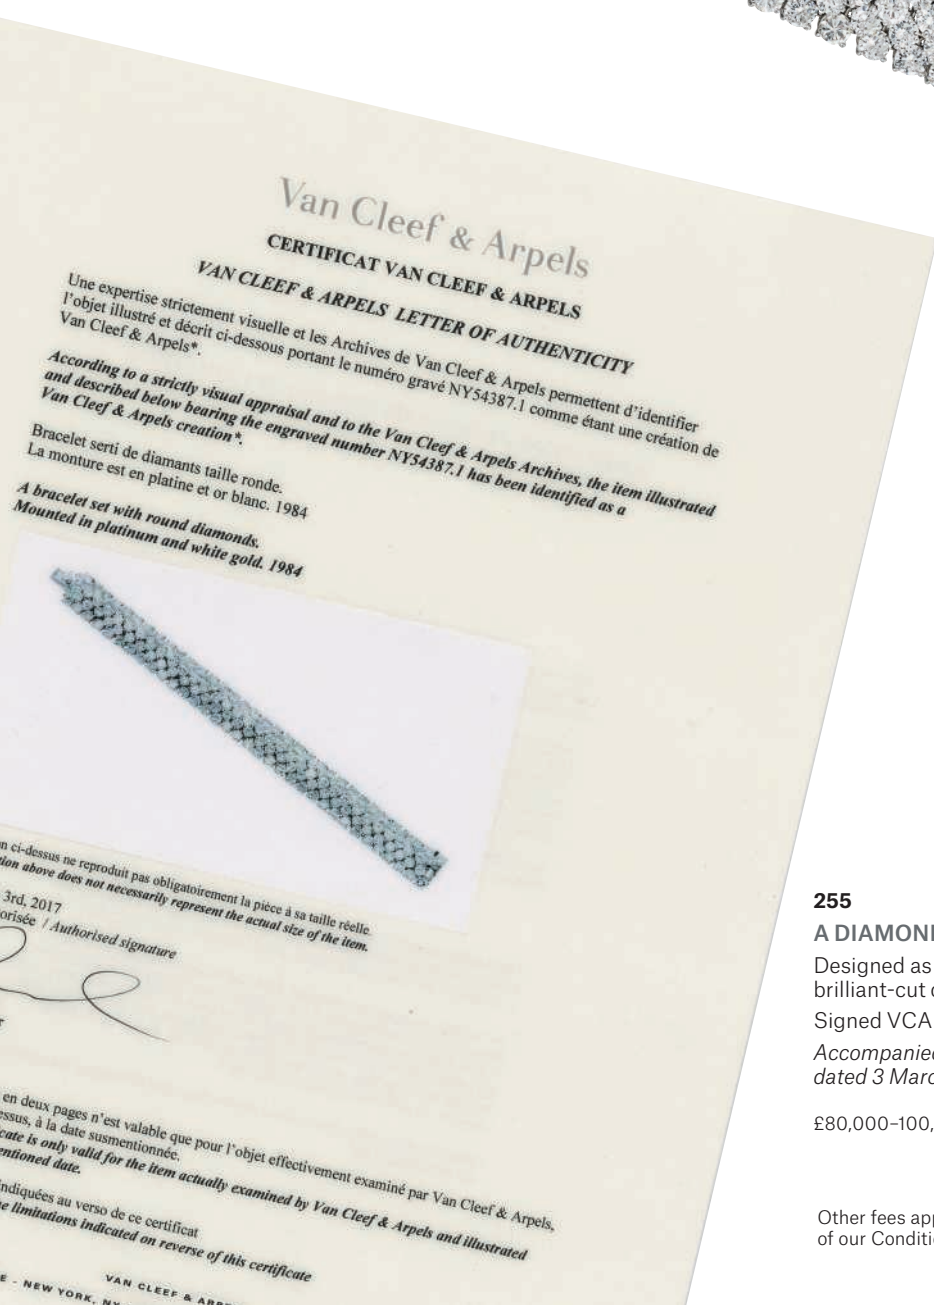 Van Cleef & Arpels
CERTIFICAT VAN CLEEF & ARPELS
VAN CLEEF & ARPELS LETTER OF AUTHENTICITY
Une expertise strictement visuelle et les Archives de Van Cleef & Arpels permettent d'identifier
l'objet illustré et décrit ci-dessous portant le numéro gravé NY54387.1 comme étant une création de
Van Cleef & Arpels*.
According to a strictly visual appraisal and to the Van Cleef & Arpels Archives, the item illustrated
and described below bearing the engraved number NY54387.1 has been identified as a
Van Cleef & Arpels creation*.
Bracelet serti de diamants taille ronde.
La monture est en platine et or blanc. 1984
A bracelet set with round diamonds.
Mounted in platinum and white gold. 1984
ci-dessus ne reproduit pas obligatoirement la pièce à sa taille réelle.
above does not necessarily represent the actual size of the item.
3rd, 2017
/ Authorised signature
en deux pages n'est valable que pour l'objet effectivement examiné par Van Cleef & Arpels,
à la date susmentionnée.
is only valid for the item actually examined by Van Cleef & Arpels and illustrated
date.
indiquées au verso de ce certificat
limitations indicated on reverse of this certificate
VAN CLEEF &
- NEW YORK,
255
A DIAMON
Designed as
brilliant-cut
Signed VCA
Accompanied
dated 3 Marc
£80,000–100,
Other fees app
of our Conditi